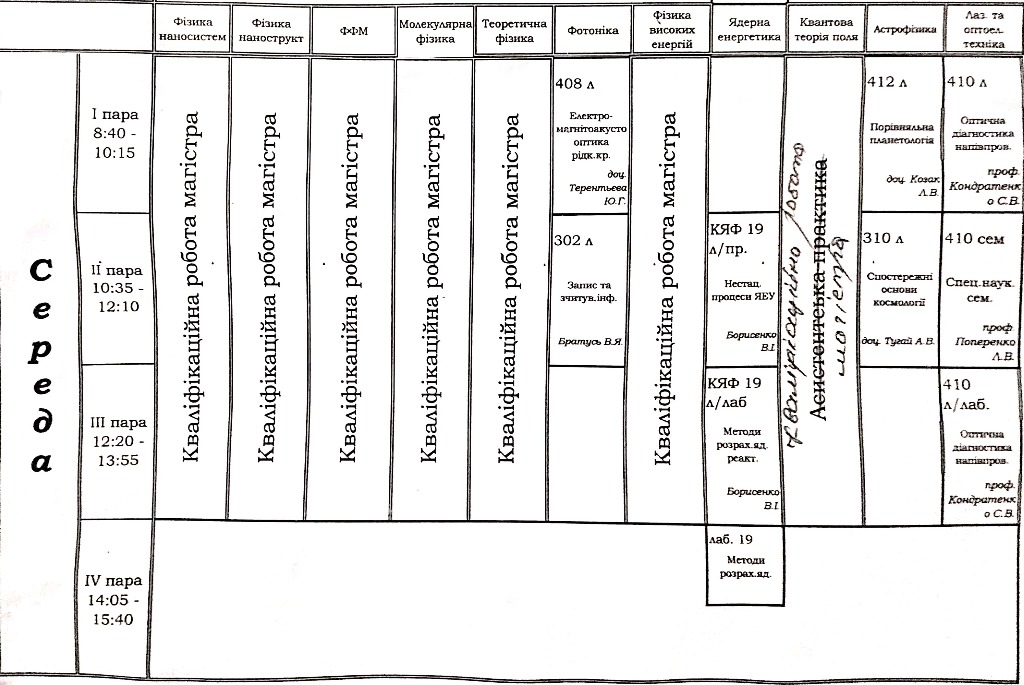 Фізика
наносистем
Фізика
нанострукт
ФФМ
Молекулярна
фізика
Теоретична
фізика
Фотоніка
Фізика
високих
енергій
Ядерна
енергетика
Квантова
теорія поля
Астрофізика
Лаз. та
оптоел.
техніка
Середа
І пара
8:40 -
10:15
Кваліфікаційна робота магістра
Кваліфікаційна робота магістра
Кваліфікаційна робота магістра
Кваліфікаційна робота магістра
Кваліфікаційна робота магістра
408 л
Електро-
магнітоакусто
оптика
рідк.кр.
доц.
Терентьева
Ю.Г.
Кваліфікаційна робота магістра
Кваліфікаційна робота
магістра
Асистентська практика
412 л
Порівняльна
планетологія
доц. Козак
Л.В.
410 л
Оптична
діагностика
напівпров.
проф.
Кондратенк
о С.В.
ІІ пара
10:35 -
12:10
302 л
Запис та
зчитув.інф.
Братусь В.Я.
КЯФ 19
л/пр.
Нестац.
процеси ЯЕУ
Борисенко
В.І.
310 л
Спостережні
основи
космології
доц. Тугай А.В.
410 сем
Спец.наук.
сем.
проф
Поперенко
Л.В.
ІІІ пара
12:20 -
13:55
КЯФ 19
л/лаб
Методи
розрах.яд.
реакт.
Борисенко
В.І.
410
л/лаб.
Оптична
діагностика
напівпров.
проф.
Кондратенк
о С.В.
IV пара
14:05 -
15:40
лаб. 19
Методи
розрах.яд.